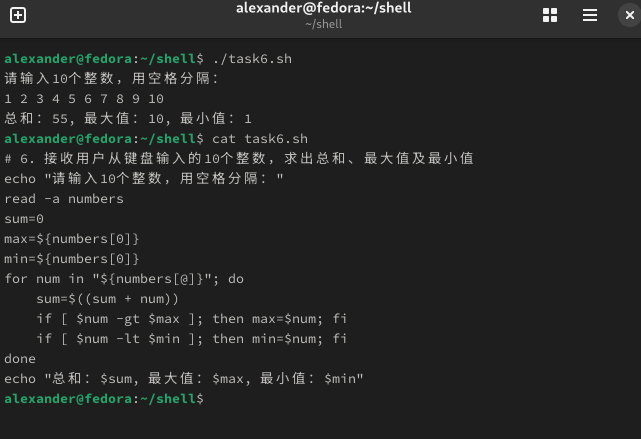 alexander@fedora:~/shell
~/shell
alexander@fedora:~/shell$ ./task6.sh
请输入10个整数，用空格分隔：
1 2 3 4 5 6 7 8 9 10
总和：55, 最大值：10, 最小值：1
alexander@fedora:~/shell$ cat task6.sh
# 6. 接收用户从键盘输入的10个整数，求出总和、最大值及最小值
echo "请输入10个整数，用空格分隔："
read -a numbers
sum=0
max=${numbers[0]}
min=${numbers[0]}
for num in "${numbers[@]}"; do
    sum=$((sum + num))
    if [ $num -gt $max ]; then max=$num; fi
    if [ $num -lt $min ]; then min=$num; fi
done
echo "总和：$sum, 最大值：$max, 最小值：$min"
alexander@fedora:~/shell$